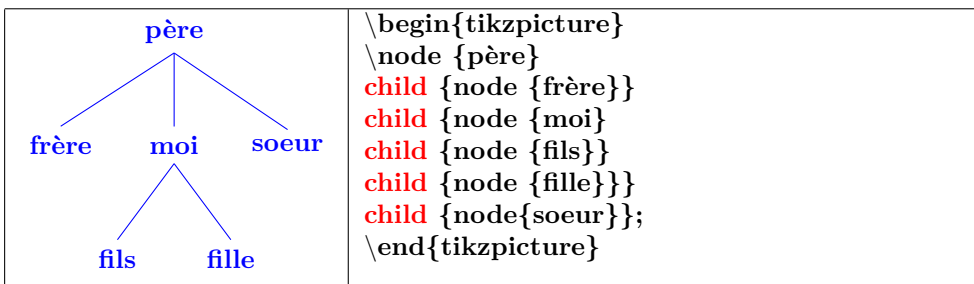 père
frère moi soeur
fils fille
\begin{tikzpicture}
\node {père}
child {node {frère}}
child {node {moi}
child {node {fils}}
child {node {fille}}}
child {node{soeur}};
\end{tikzpicture}